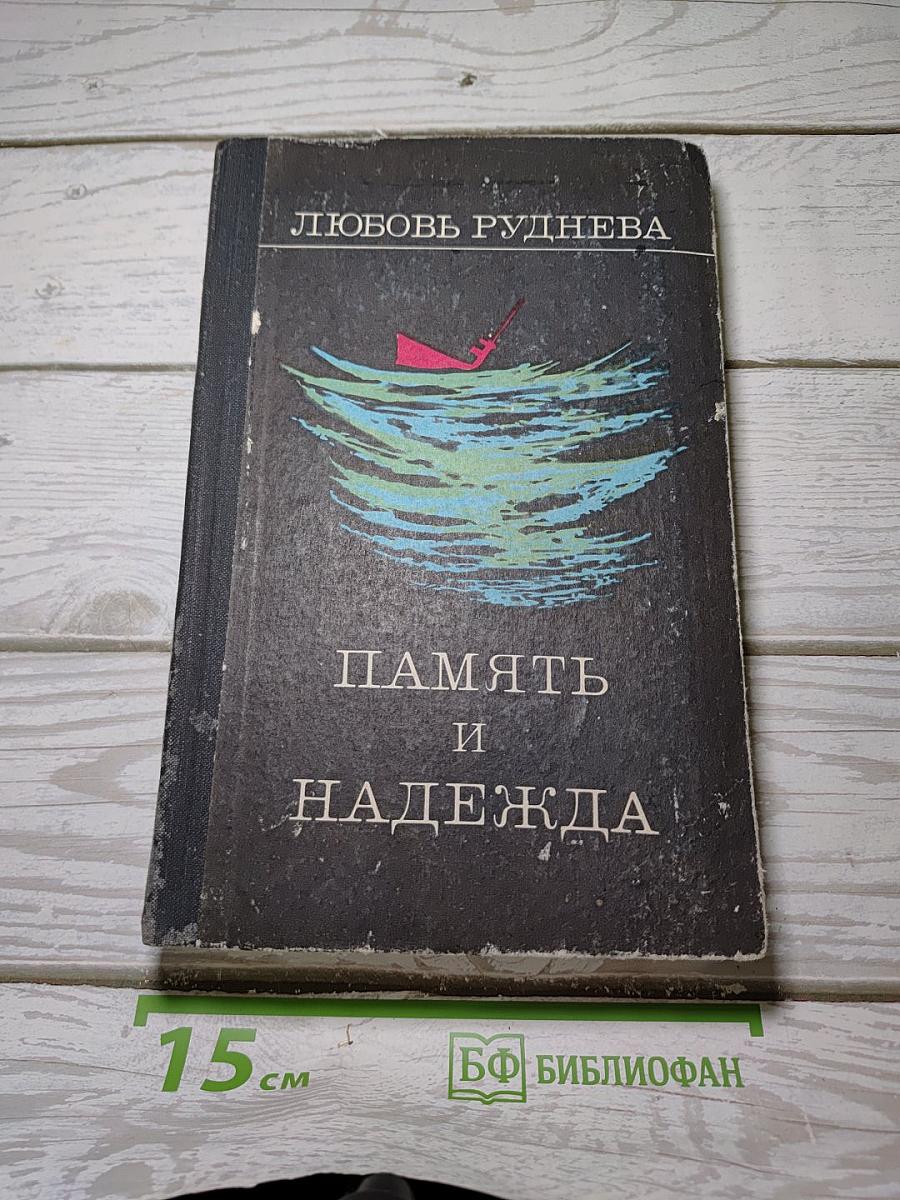 ЛЮБОВЬ РУДНЕВА
ПАМЯТЬ
И
НАДЕЖДА
15 см
БФ БИБЛИОФАН